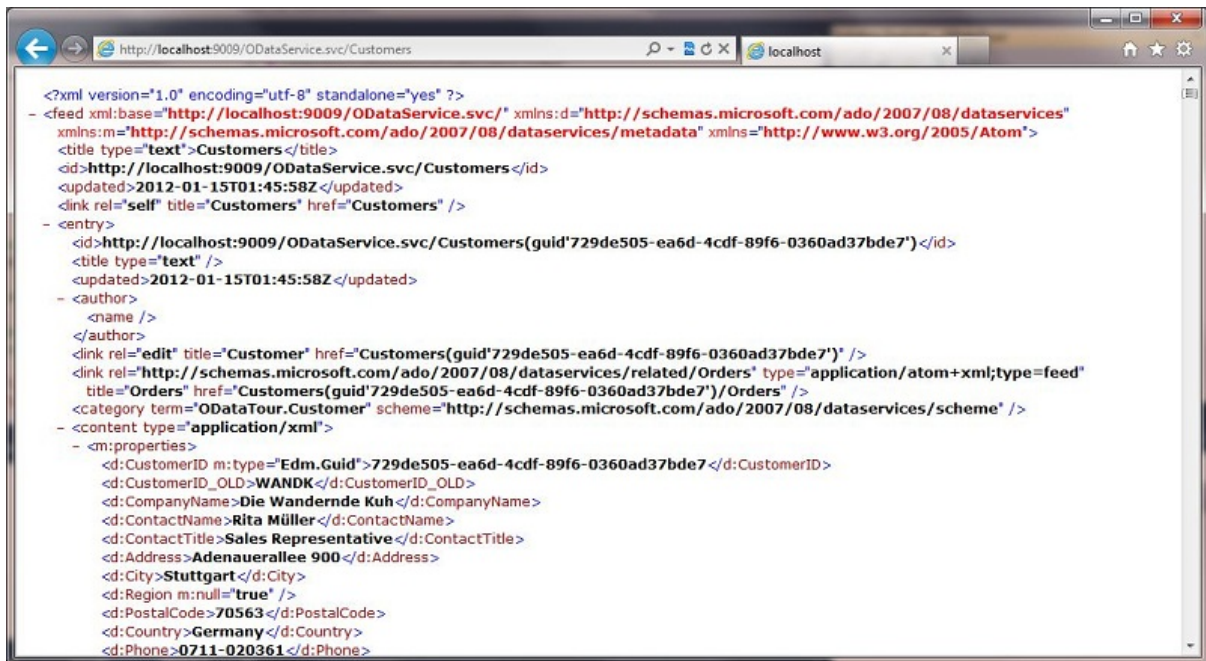 http://localhost:9009/ODataService.svc/Customers
localhost
<?xml version="1.0" encoding="utf-8" standalone="yes" ?>
- <feed xml:base="http://localhost:9009/ODataService.svc/" xmlns:d="http://schemas.microsoft.com/ado/2007/08/dataservices"
xmlns:m="http://schemas.microsoft.com/ado/2007/08/dataservices/metadata" xmlns="http://www.w3.org/2005/Atom">
<title type="text">Customers</title>
<id>http://localhost:9009/ODataService.svc/Customers</id>
<updated>2012-01-15T01:45:58Z</updated>
<link rel="self" title="Customers" href="Customers" />
- <entry>
<id>http://localhost:9009/ODataService.svc/Customers(guid'729de505-ea6d-4cdf-89f6-0360ad37bde7')</id>
<title type="text" />
<updated>2012-01-15T01:45:58Z</updated>
- <author>
<name />
</author>
<link rel="edit" title="Customer" href="Customers(guid'729de505-ea6d-4cdf-89f6-0360ad37bde7')" />
<link rel="http://schemas.microsoft.com/ado/2007/08/dataservices/related/Orders" type="application/atom+xml;type=feed"
title="Orders" href="Customers(guid'729de505-ea6d-4cdf-89f6-0360ad37bde7')/Orders" />
<category term="ODataTour.Customer" scheme="http://schemas.microsoft.com/ado/2007/08/dataservices/scheme" />
- <content type="application/xml">
- <m:properties>
<d:CustomerID m:type="Edm.Guid">729de505-ea6d-4cdf-89f6-0360ad37bde7</d:CustomerID>
<d:CustomerID_OLD>WANDK</d:CustomerID_OLD>
<d:CompanyName>Die Wandernde Kuh</d:CompanyName>
<d:ContactName>Rita Müller</d:ContactName>
<d:ContactTitle>Sales Representative</d:ContactTitle>
<d:Address>Adenauerallee 900</d:Address>
<d:City>Stuttgart</d:City>
<d:Region m:null="true" />
<d:PostalCode>70563</d:PostalCode>
<d:Country>Germany</d:Country>
<d:Phone>0711-020361</d:Phone>